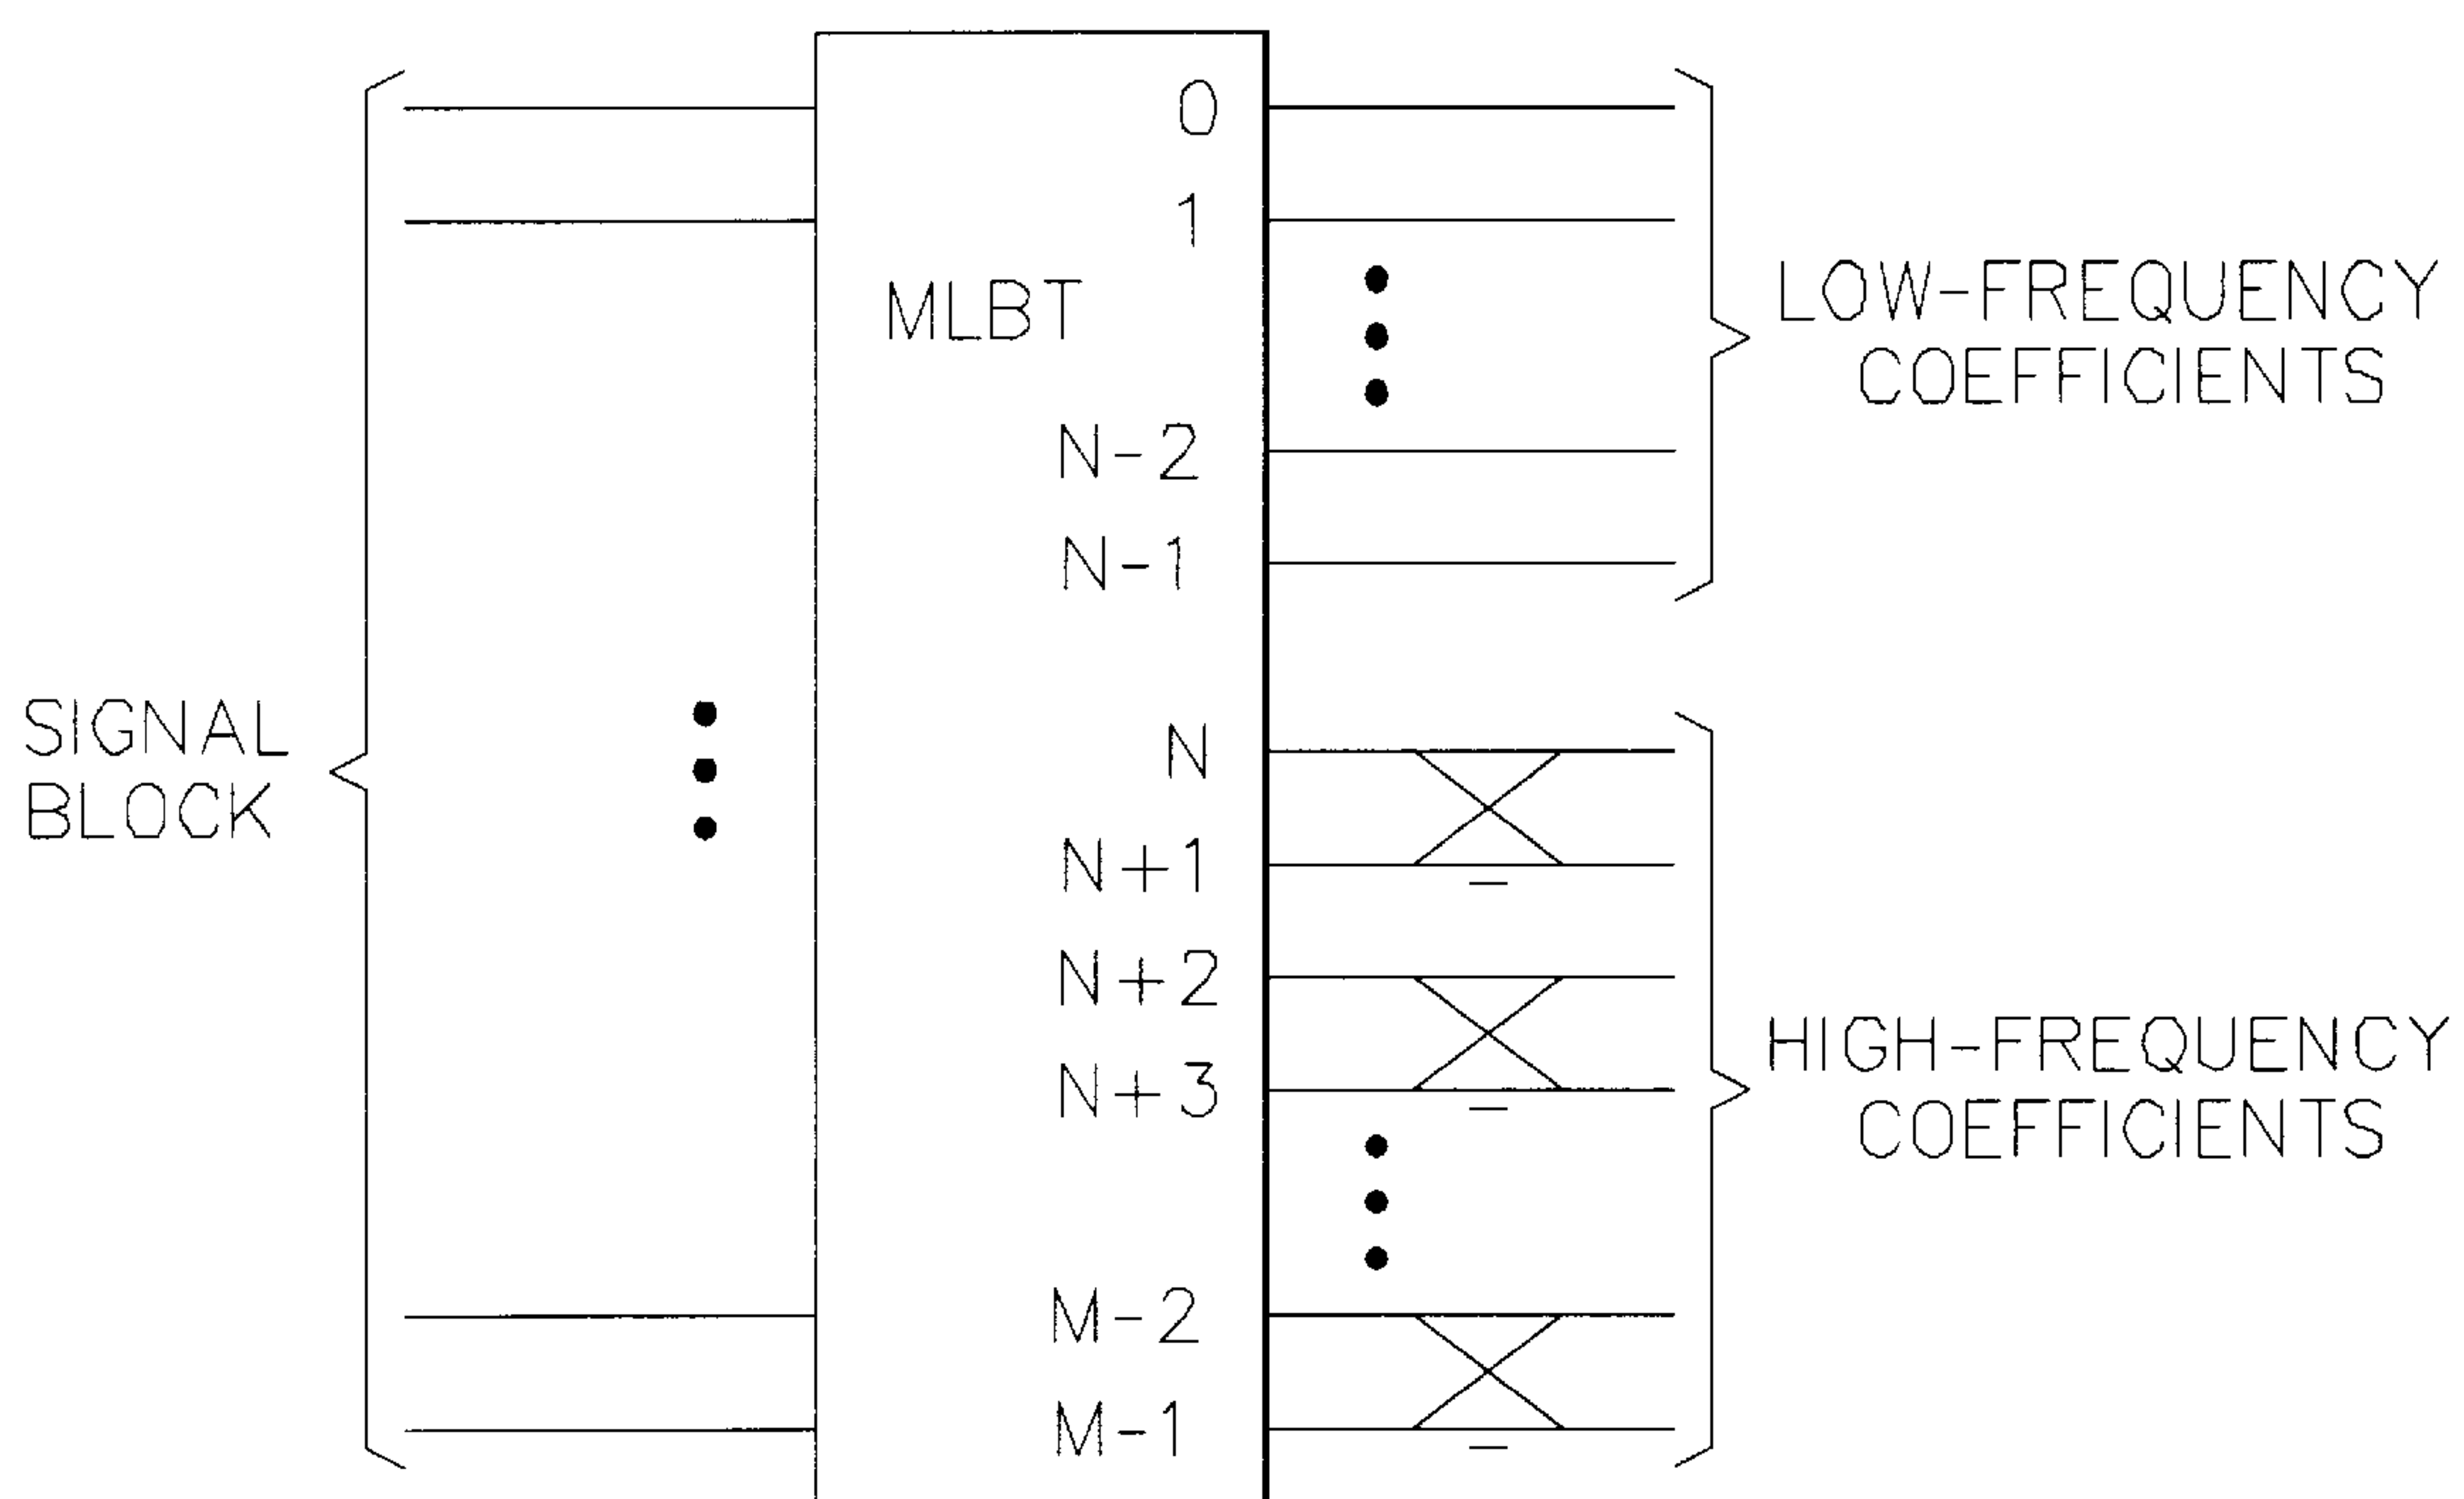 0
1
MLBT
N-2
N-1
N
N+1
N+2
N+3
M-2
M-1
SIGNAL
BLOCK
LOW-FREQUENCY
COEFFICIENTS
HIGH-FREQUENCY
COEFFICIENTS